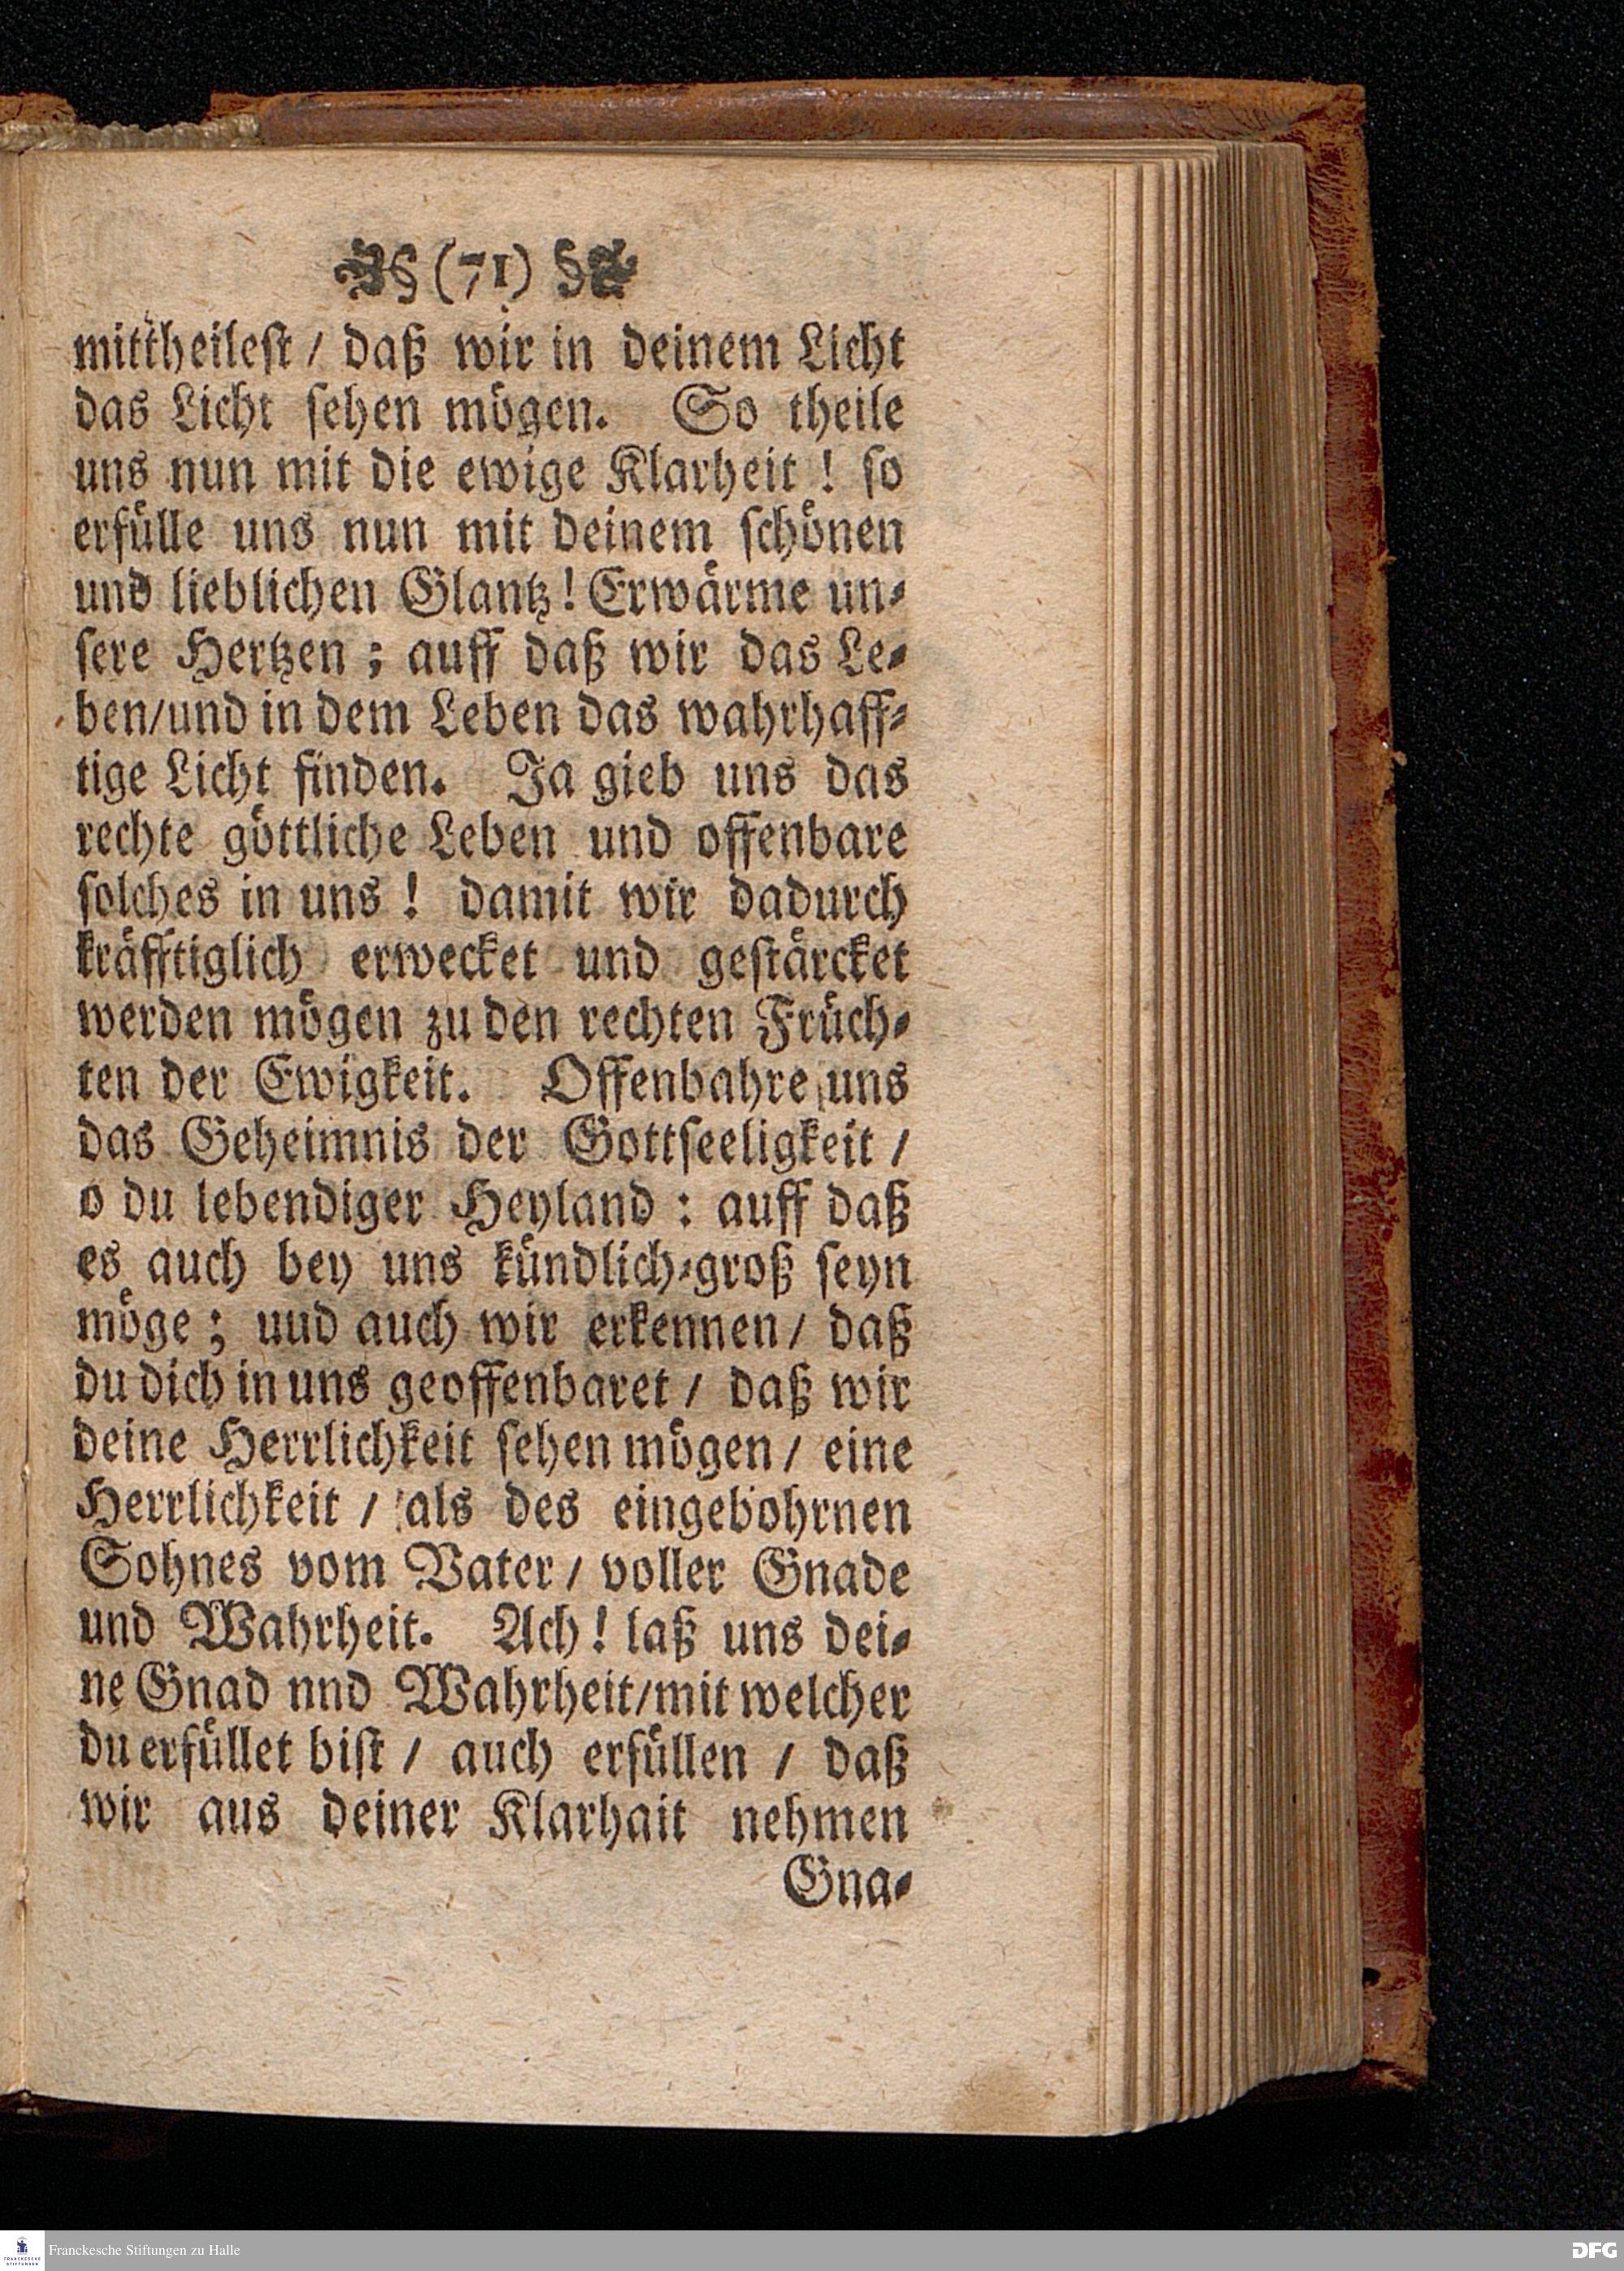 § (71) §
mittheilest / daß wir in deinem Licht
das Licht sehen mögen. So theile
uns nun mit die ewige Klarheit ! so
erfülle uns nun mit deinem schönen
und lieblichen Glantz! Erwärme un-
sere Hertzen ; auff daß wir das Le-
ben/und in dem Leben das wahrhaff-
tige Licht finden. Ja gieb uns das
rechte göttliche Leben und offenbare
solches in uns ! damit wir dadurch
kräfftiglich erwecket und gestärcket
werden mögen zu den rechten Früch-
ten der Ewigkeit. Offenbahre uns
das Geheimnis der Gottseeligkeit /
o du lebendiger Heyland : auff daß
es auch bey uns kündlich-groß seyn
möge ; uud auch wir erkennen / daß
du dich in uns geoffenbaret / daß wir
deine Herrlichkeit sehen mögen / eine
Herrlichkeit / als des eingebohrnen
Sohnes vom Vater / voller Gnade
und Wahrheit. Ach ! laß uns dei-
ne Gnad nnd Wahrheit/mit welcher
du erfüllet bist / auch erfüllen / daß
wir aus deiner Klarhait nehmen
Gna-
FRANCKESCHE
STIFTUNGEN
Franckesche Stiftungen zu Halle
DFG